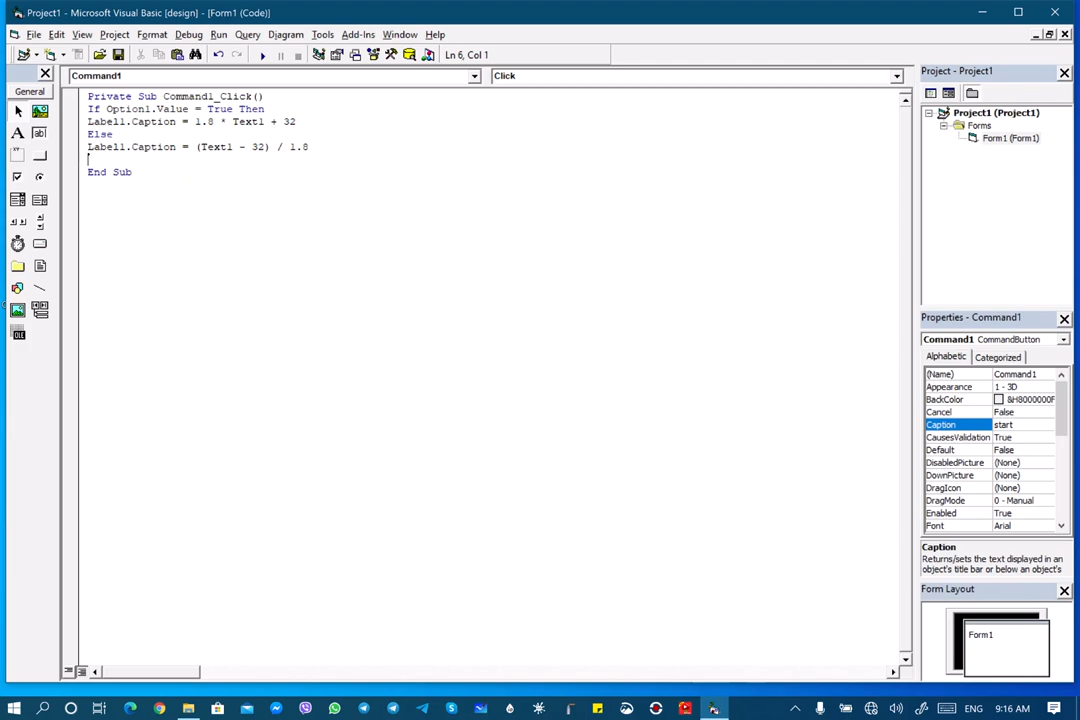 Project1 - Microsoft Visual Basic [design] - [Form1 (Code)]
File Edit View Project Format Debug Run Query Diagram Tools Add-Ins Window Help
Ln 6, Col 1
General
Command1
Click
Private Sub Command1_Click()
If Option1.Value = True Then
Label1.Caption = 1.8 * Text1 + 32
Else
Label1.Caption = (Text1 - 32) / 1.8
End Sub
A
ab|
OLE
Project - Project1
Project1 (Project1)
Forms
Form1 (Form1)
Properties - Command1
Command1 CommandButton
Alphabetic Categorized
(Name) Command1
Appearance 1 - 3D
BackColor &H8000000F
Cancel False
Caption start
CausesValidation True
Default False
DisabledPicture (None)
DownPicture (None)
DragIcon (None)
DragMode 0 - Manual
Enabled True
Font Arial
Caption
Returns/sets the text displayed in an
object's title bar or below an object's
Form Layout
Form1
ENG 9:16 AM